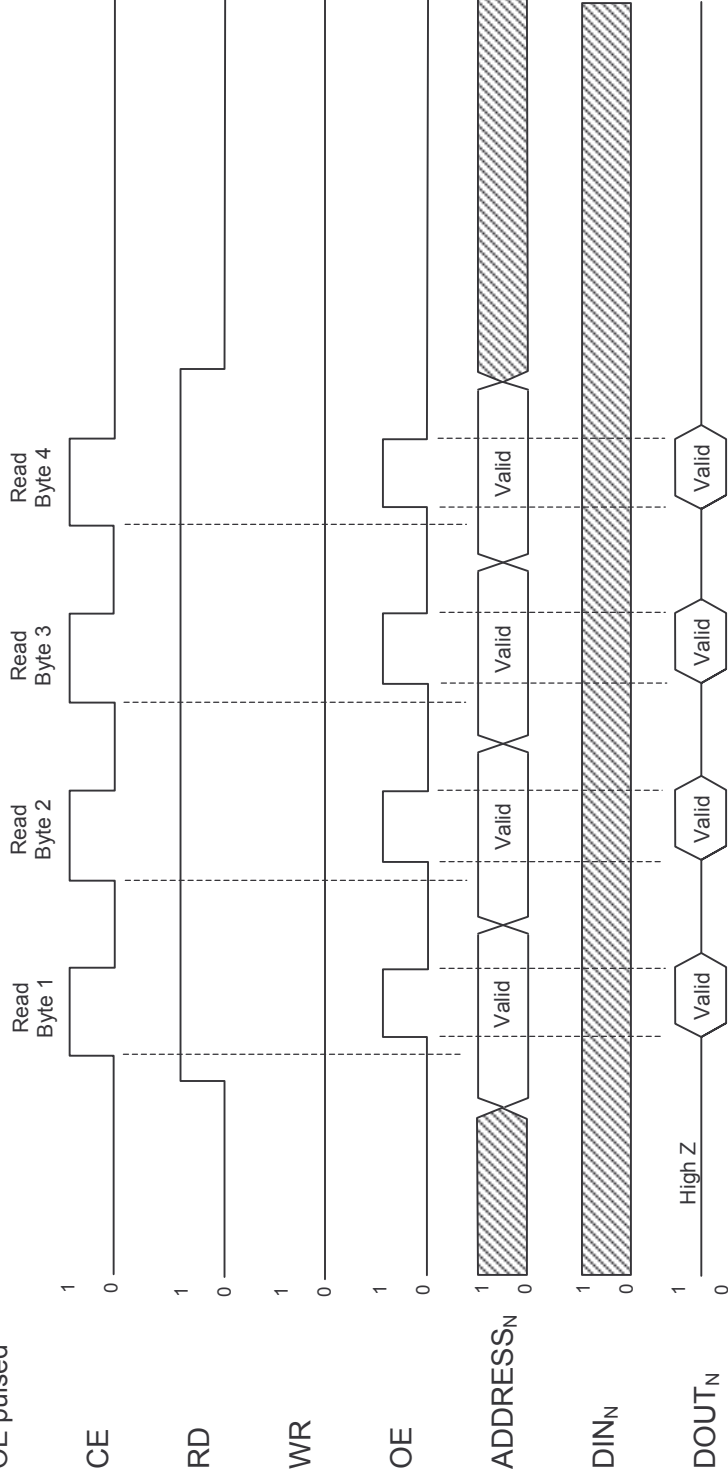 OE pulsed
Read
Byte 1
Read
Byte 2
Read
Byte 3
Read
Byte 4
CE
1
0
RD
1
0
WR
1
0
OE
1
0
ADDRESSN
1
0
Valid
Valid
Valid
Valid
DINN
1
0
DOUTN
1
0
High Z
Valid
Valid
Valid
Valid